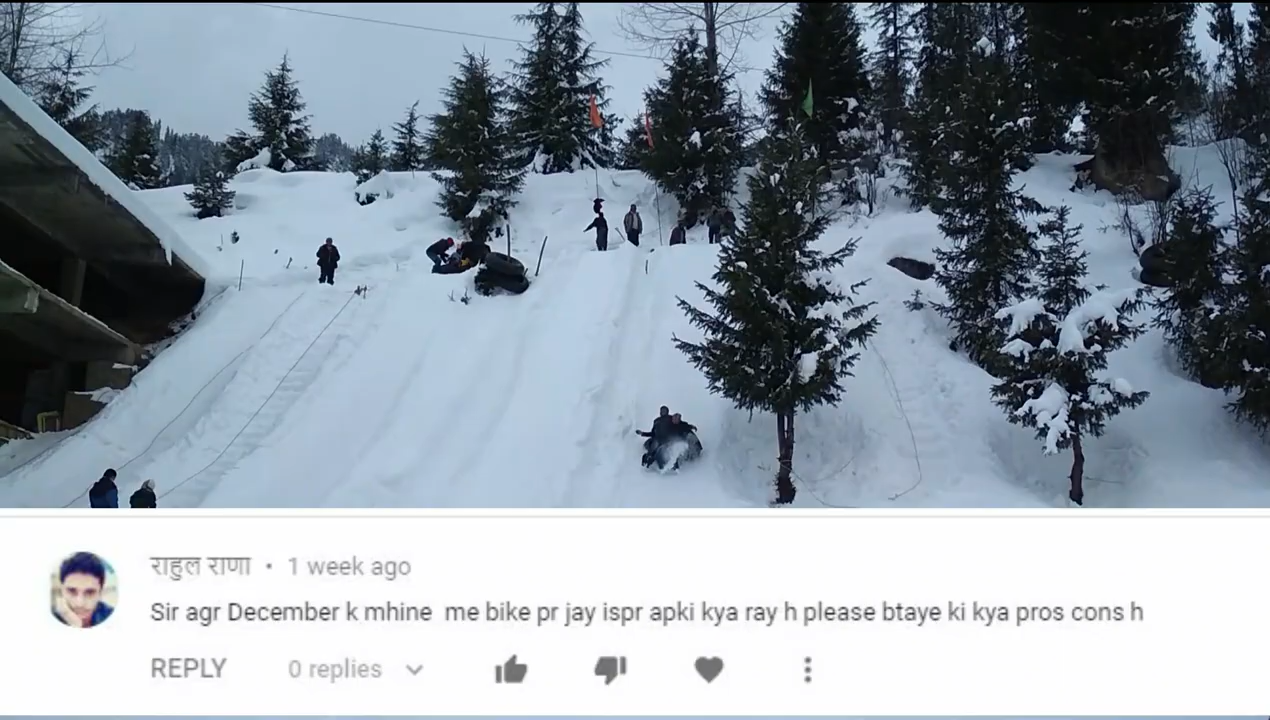 राहुल राणा • 1 week ago
Sir agr December k mhine me bike pr jay ispr apki kya ray h please btaye ki kya pros cons h
REPLY 0 replies